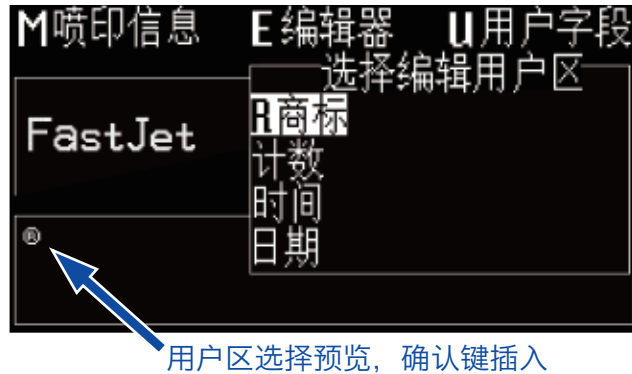 M喷印信息 E编辑器 U用户字段
选择编辑用户区
FastJet
R商标
计数
时间
日期
®
用户区选择预览，确认键插入